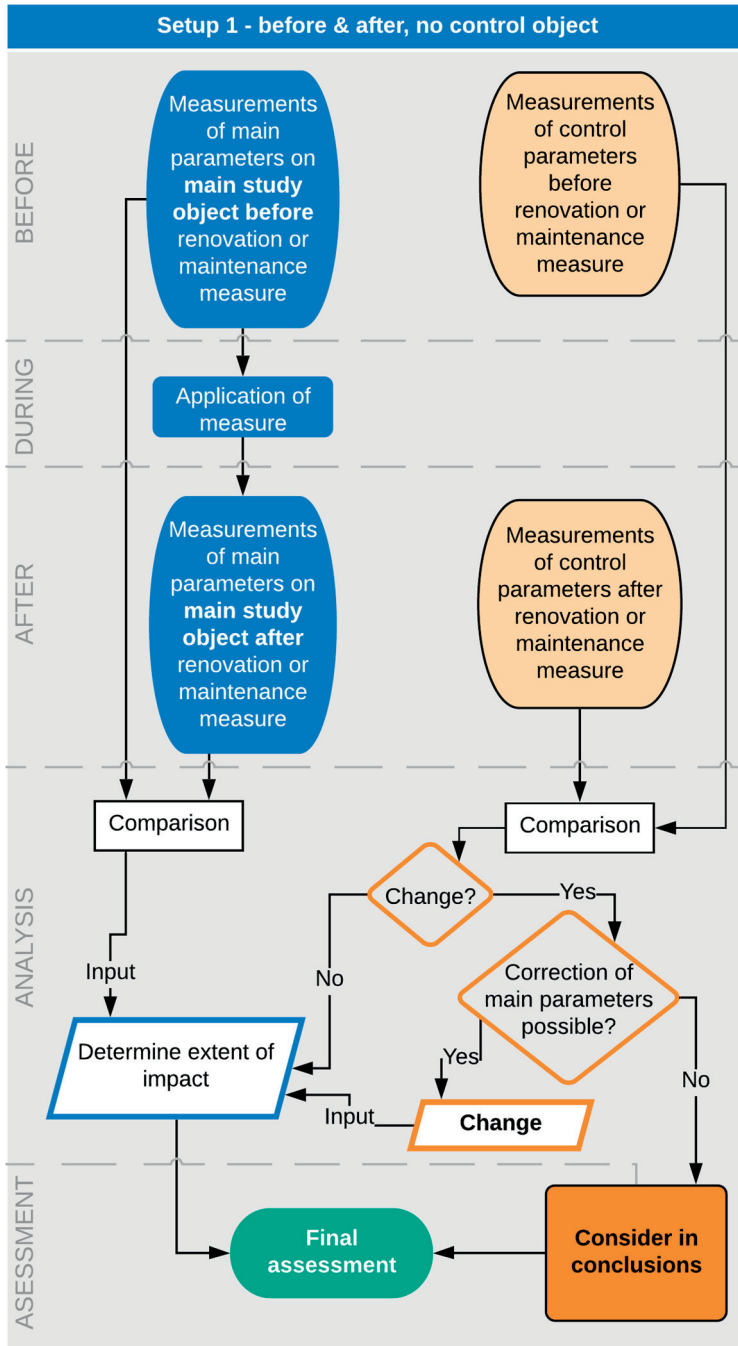 Setup 1 - before & after, no control object
BEFORE
Measurements
of main
parameters on
main study
object before
renovation or
maintenance
measure
Measurements
of control
parameters
before
renovation or
maintenance
measure
DURING
Application of
measure
AFTER
Measurements
of main
parameters on
main study
object after
renovation or
maintenance
measure
Measurements
of control
parameters after
renovation or
maintenance
measure
ANALYSIS
Comparison
Comparison
Change?
Yes
No
Input
Correction of
main parameters
possible?
Determine extent of
impact
Yes
No
Input
Change
ASESSMENT
Final
assessment
Consider in
conclusions